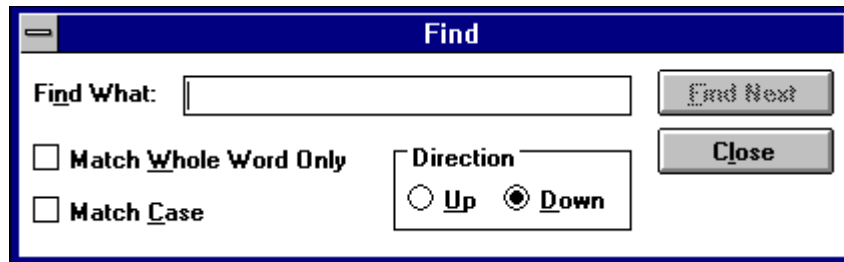 Find
Find What:
Find Next
Match Whole Word Only
Direction
Close
Up Down
Match Case